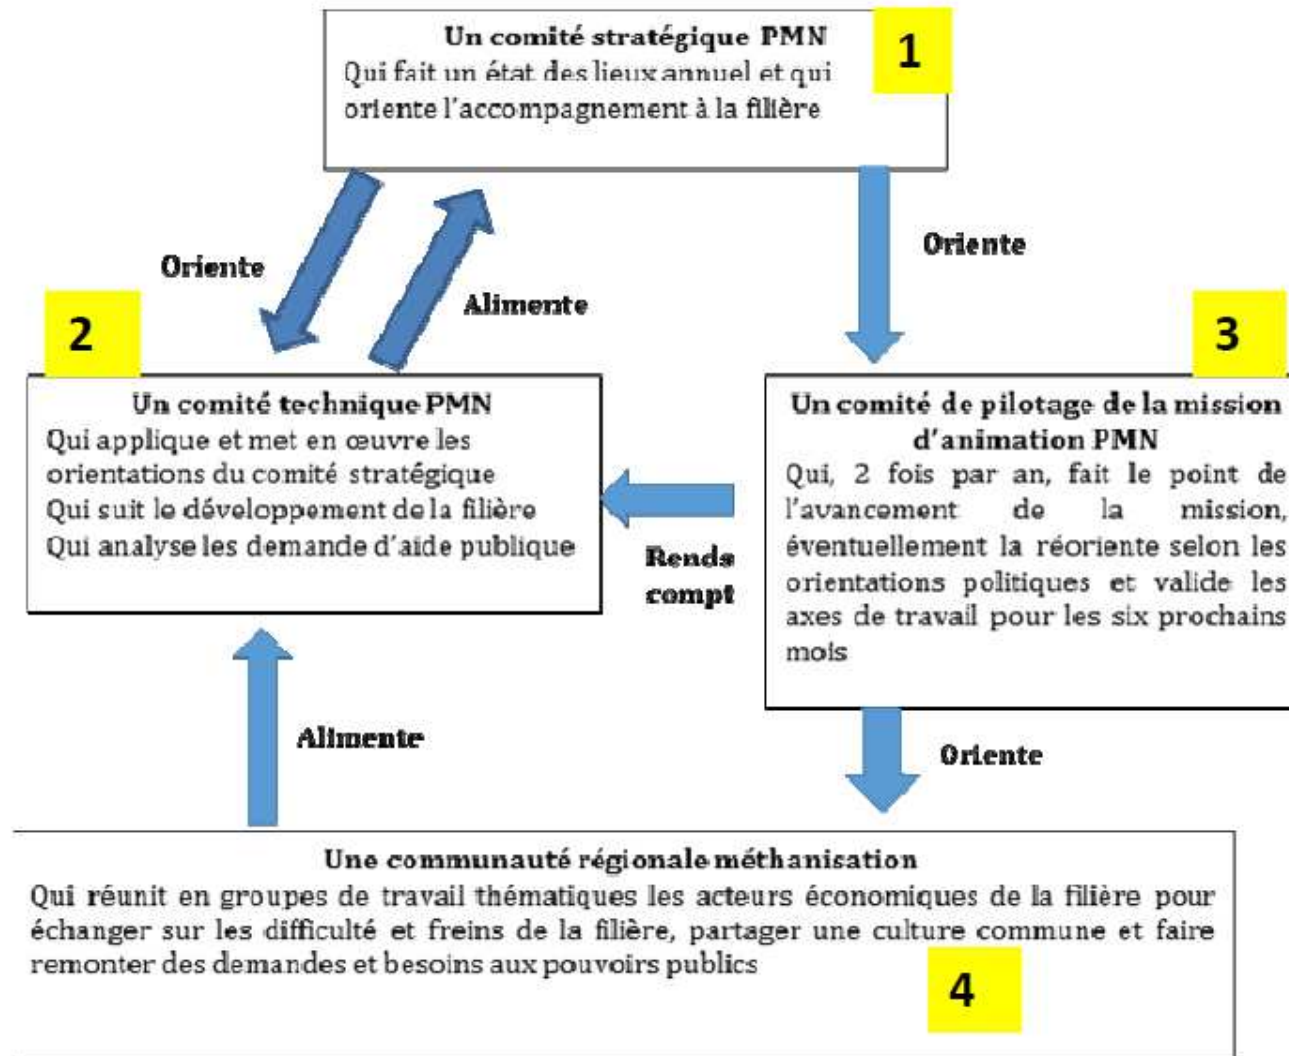 Un comité stratégique PMN
1
Qui fait un état des lieux annuel et qui
oriente l'accompagnement à la filière
Oriente
Alimente
Oriente
2
Un comité technique PMN
Qui applique et met en œuvre les
orientations du comité stratégique
Qui suit le développement de la filière
Qui analyse les demande d'aide publique
3
Un comité de pilotage de la mission
d'animation PMN
Qui, 2 fois par an, fait le point de
l'avancement de la mission,
éventuellement la réoriente selon les
orientations politiques et valide les
axes de travail pour les six prochains
mois
Rends
compt
Alimente
Oriente
Une communauté régionale méthanisation
Qui réunit en groupes de travail thématiques les acteurs économiques de la filière pour
échanger sur les difficulté et freins de la filière, partager une culture commune et faire
remonter des demandes et besoins aux pouvoirs publics
4